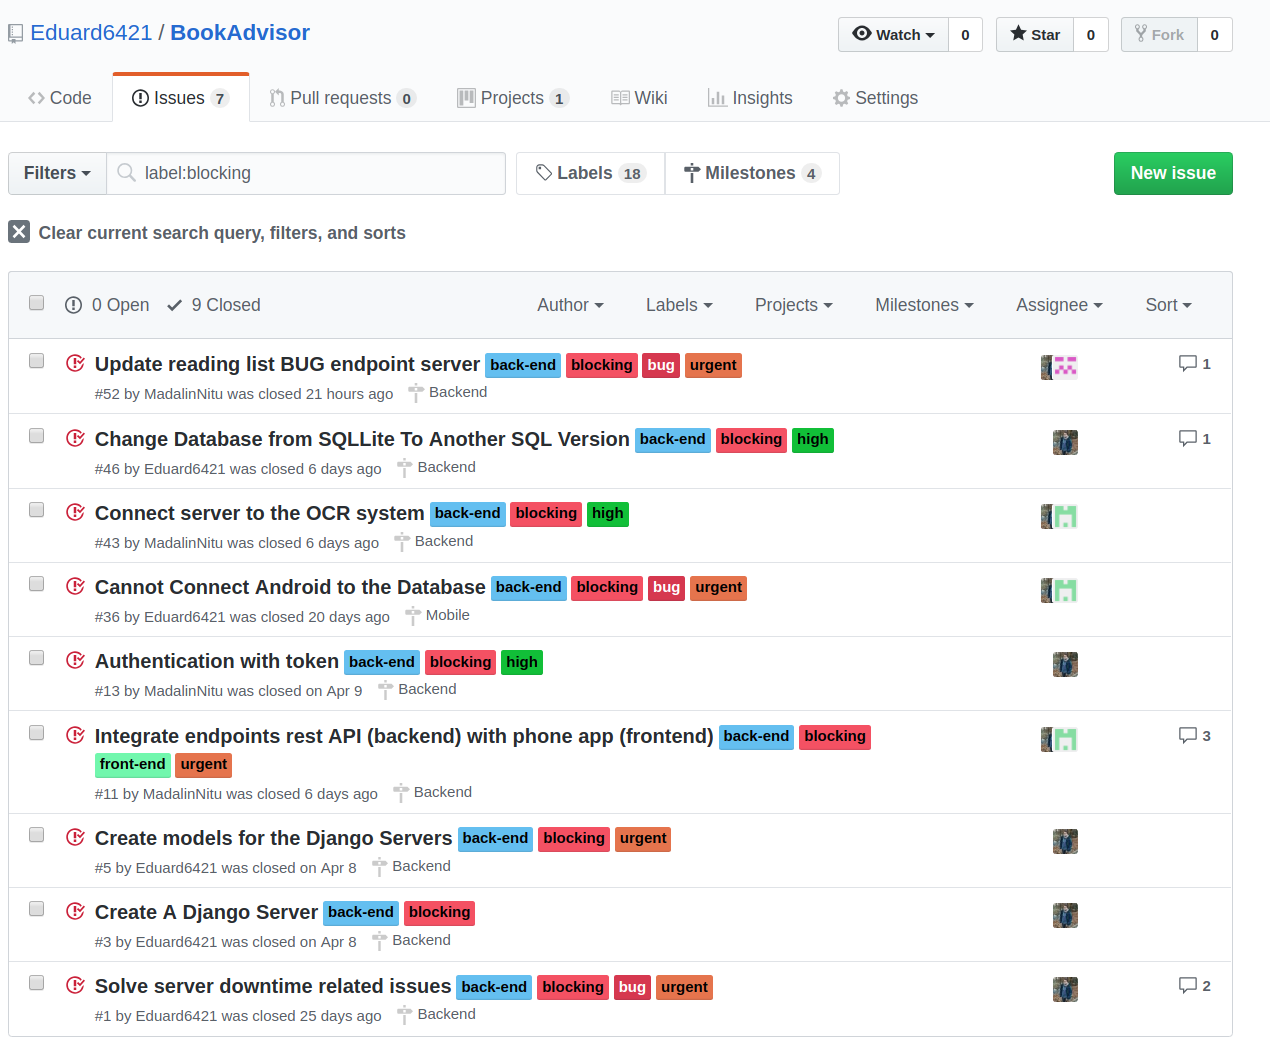 Eduard6421 / BookAdvisor
Watch 0 Star 0 Fork 0
Code Issues 7 Pull requests 0 Projects 1 Wiki Insights Settings
Filters label:blocking Labels 18 Milestones 4 New issue
Clear current search query, filters, and sorts
0 Open 9 Closed Author Labels Projects Milestones Assignee Sort
Update reading list BUG endpoint server back-end blocking bug urgent 1
#52 by MadalinNitu was closed 21 hours ago Backend
Change Database from SQLLite To Another SQL Version back-end blocking high 1
#46 by Eduard6421 was closed 6 days ago Backend
Connect server to the OCR system back-end blocking high
#43 by MadalinNitu was closed 6 days ago Backend
Cannot Connect Android to the Database back-end blocking bug urgent
#36 by Eduard6421 was closed 20 days ago Mobile
Authentication with token back-end blocking high
#13 by MadalinNitu was closed on Apr 9 Backend
Integrate endpoints rest API (backend) with phone app (frontend) back-end blocking 3
front-end urgent
#11 by MadalinNitu was closed 6 days ago Backend
Create models for the Django Servers back-end blocking urgent
#5 by Eduard6421 was closed on Apr 8 Backend
Create A Django Server back-end blocking
#3 by Eduard6421 was closed on Apr 8 Backend
Solve server downtime related issues back-end blocking bug urgent 2
#1 by Eduard6421 was closed 25 days ago Backend